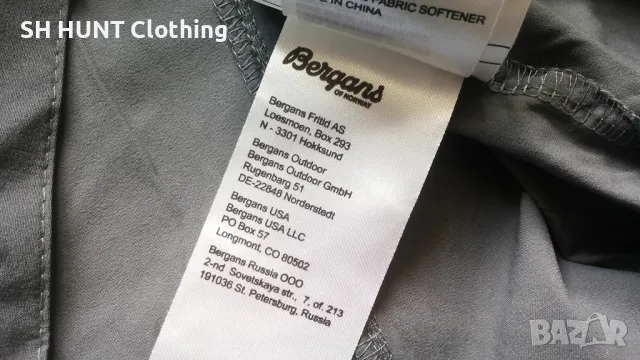 SH HUNT Clothing
FABRIC SOFTENER
IN CHINA
Bergans
OF NORWAY
Bergans Fritid AS
Loesmoen, Box 293
N - 3301 Hokksund
Bergans Outdoor
Bergans Outdoor GmbH
Rugenbarg 51
DE-22848 Norderstedt
Bergans USA
Bergans USA LLC
PO Box 57
Longmont, CO 80502
Bergans Russia OOO
2-nd Sovetskaya str., 7, of. 213
191036 St. Petersburg, Russia
BAZAR
bg